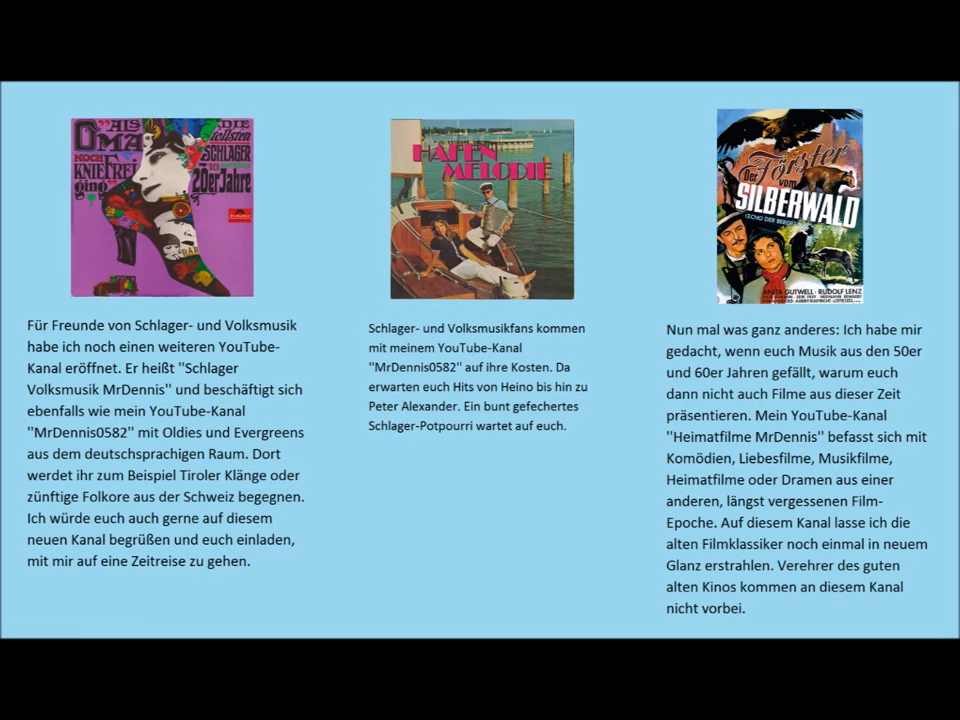 "ALS
OMA
NOCH
KNIEFREI
ging"
DIE
tollsten
SCHLAGER
DER
20er Jahre
HAFEN
MELODIE
Der Förster
vom
SILBERWALD
(ECHO DER BERGE)
ANITA GUTWELL - RUDOLF LENZ
Für Freunde von Schlager- und Volksmusik
habe ich noch einen weiteren YouTube-
Kanal eröffnet. Er heißt "Schlager
Volksmusik MrDennis" und beschäftigt sich
ebenfalls wie mein YouTube-Kanal
"MrDennis0582" mit Oldies und Evergreens
aus dem deutschsprachigen Raum. Dort
werdet ihr zum Beispiel Tiroler Klänge oder
zünftige Folkore aus der Schweiz begegnen.
Ich würde euch auch gerne auf diesem
neuen Kanal begrüßen und euch einladen,
mit mir auf eine Zeitreise zu gehen.
Schlager- und Volksmusikfans kommen
mit meinem YouTube-Kanal
"MrDennis0582" auf ihre Kosten. Da
erwarten euch Hits von Heino bis hin zu
Peter Alexander. Ein bunt gefechertes
Schlager-Potpourri wartet auf euch.
Nun mal was ganz anderes: Ich habe mir
gedacht, wenn euch Musik aus den 50er
und 60er Jahren gefällt, warum euch
dann nicht auch Filme aus dieser Zeit
präsentieren. Mein YouTube-Kanal
"Heimatfilme MrDennis" befasst sich mit
Komödien, Liebesfilme, Musikfilme,
Heimatfilme oder Dramen aus einer
anderen, längst vergessenen Film-
Epoche. Auf diesem Kanal lasse ich die
alten Filmklassiker noch einmal in neuem
Glanz erstrahlen. Verehrer des guten
alten Kinos kommen an diesem Kanal
nicht vorbei.